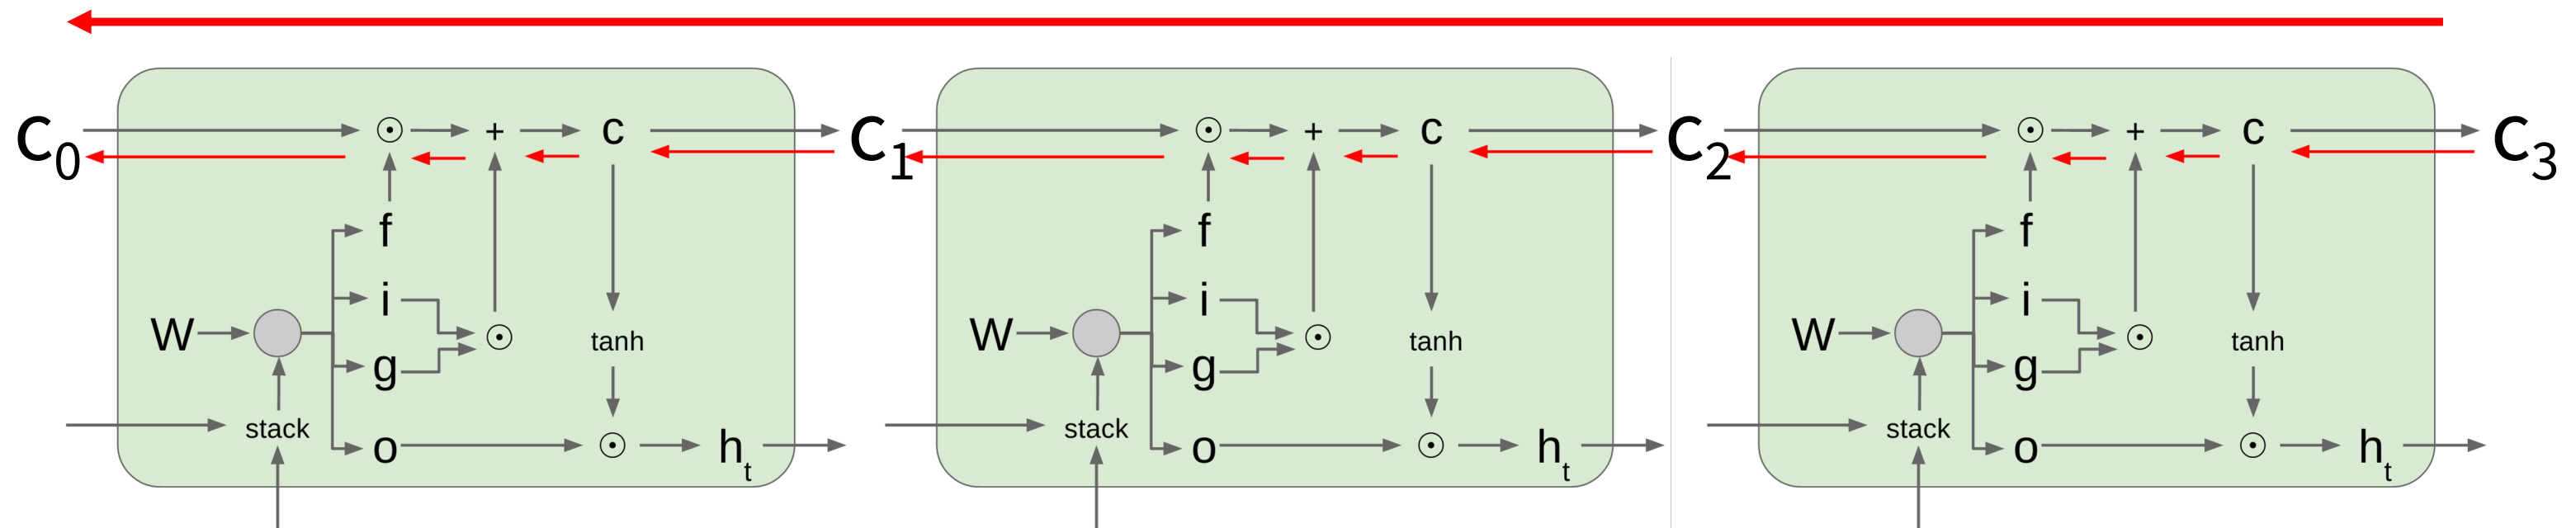 C0 ⊙ + c C1 ⊙ + c C2 ⊙ + c C3
f f f
i i i
W ⊙ tanh W ⊙ tanh W ⊙ tanh
g g g
stack stack stack
o ⊙ ht o ⊙ ht o ⊙ ht